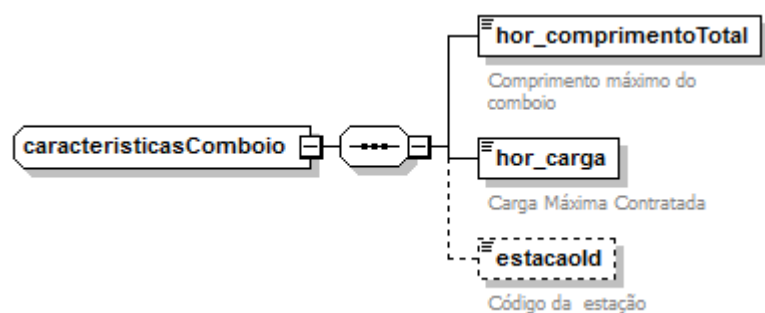 hor_comprimentoTotal
Comprimento máximo do
comboio
caracteristicasComboio
hor_carga
Carga Máxima Contratada
estacaoId
Código da estação